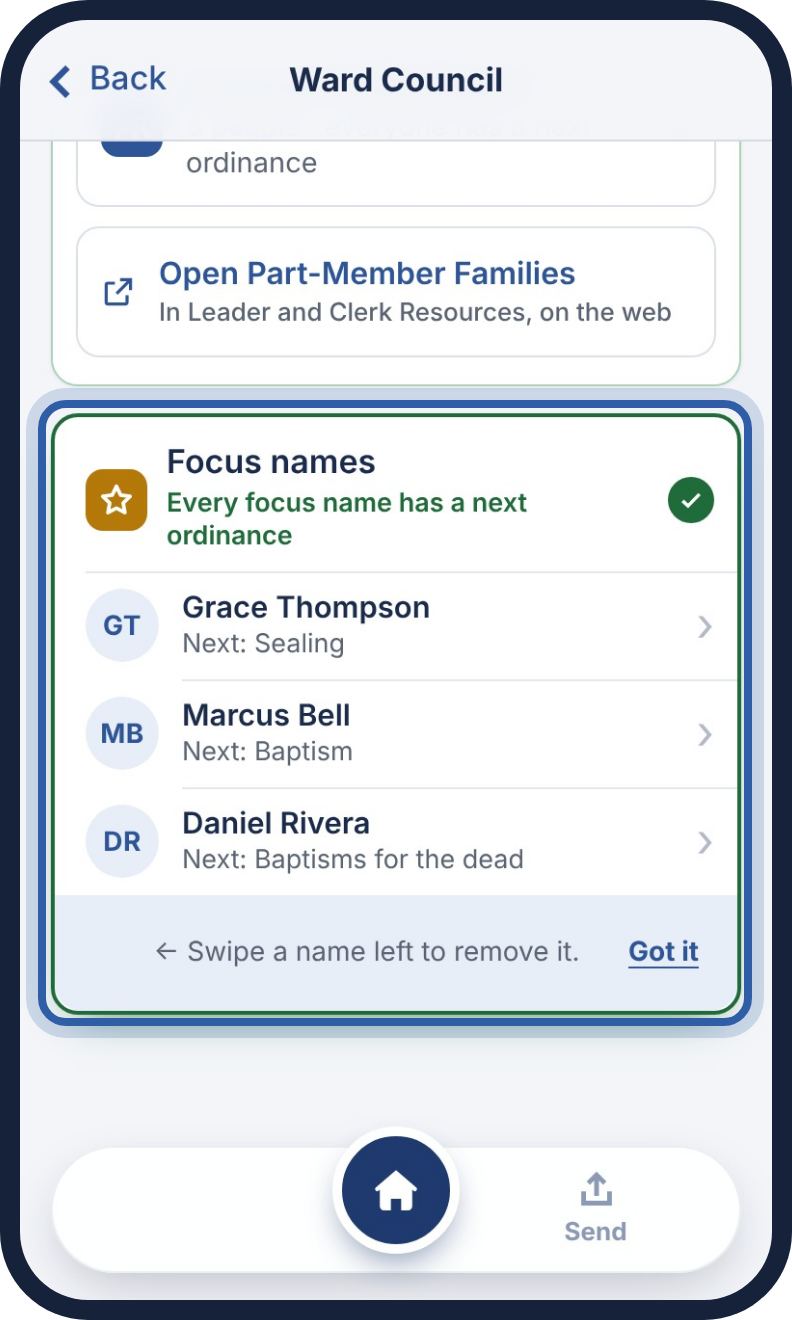 Back
Ward Council
ordinance
Open Part-Member Families
In Leader and Clerk Resources, on the web
Focus names
Every focus name has a next
ordinance
GT
Grace Thompson
Next: Sealing
MB
Marcus Bell
Next: Baptism
DR
Daniel Rivera
Next: Baptisms for the dead
← Swipe a name left to remove it.
Got it
Send